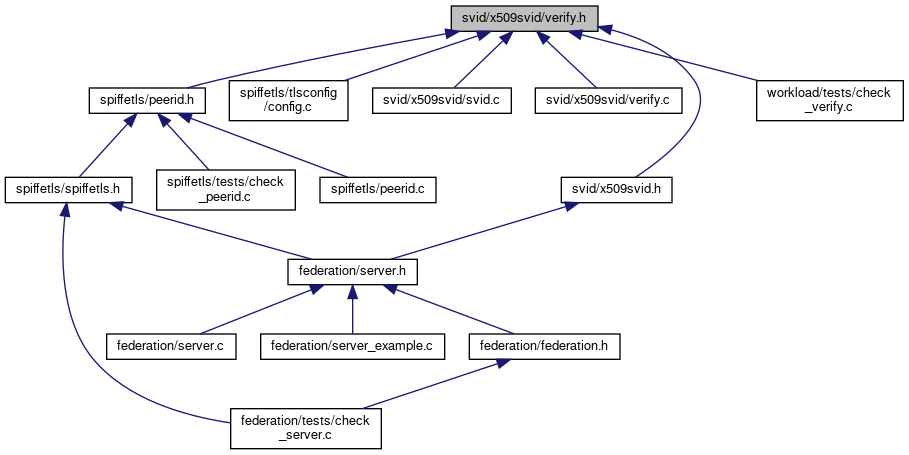 svid/x509svid/verify.h
spiffetls/peerid.h
spiffetls/tlsconfig
/config.c
svid/x509svid/svid.c
svid/x509svid/verify.c
workload/tests/check
_verify.c
spiffetls/spiffetls.h
spiffetls/tests/check
_peerid.c
spiffetls/peerid.c
svid/x509svid.h
federation/server.h
federation/server.c
federation/server_example.c
federation/federation.h
federation/tests/check
_server.c